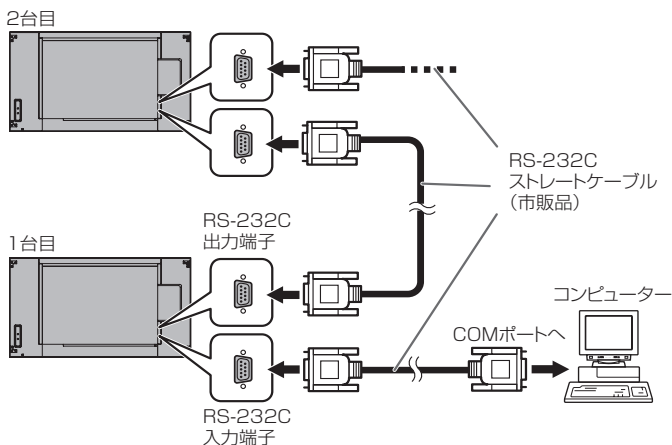 2台目
RS-232C
ストレートケーブル
（市販品）
RS-232C
出力端子
1台目
コンピューター
COMポートへ
RS-232C
入力端子